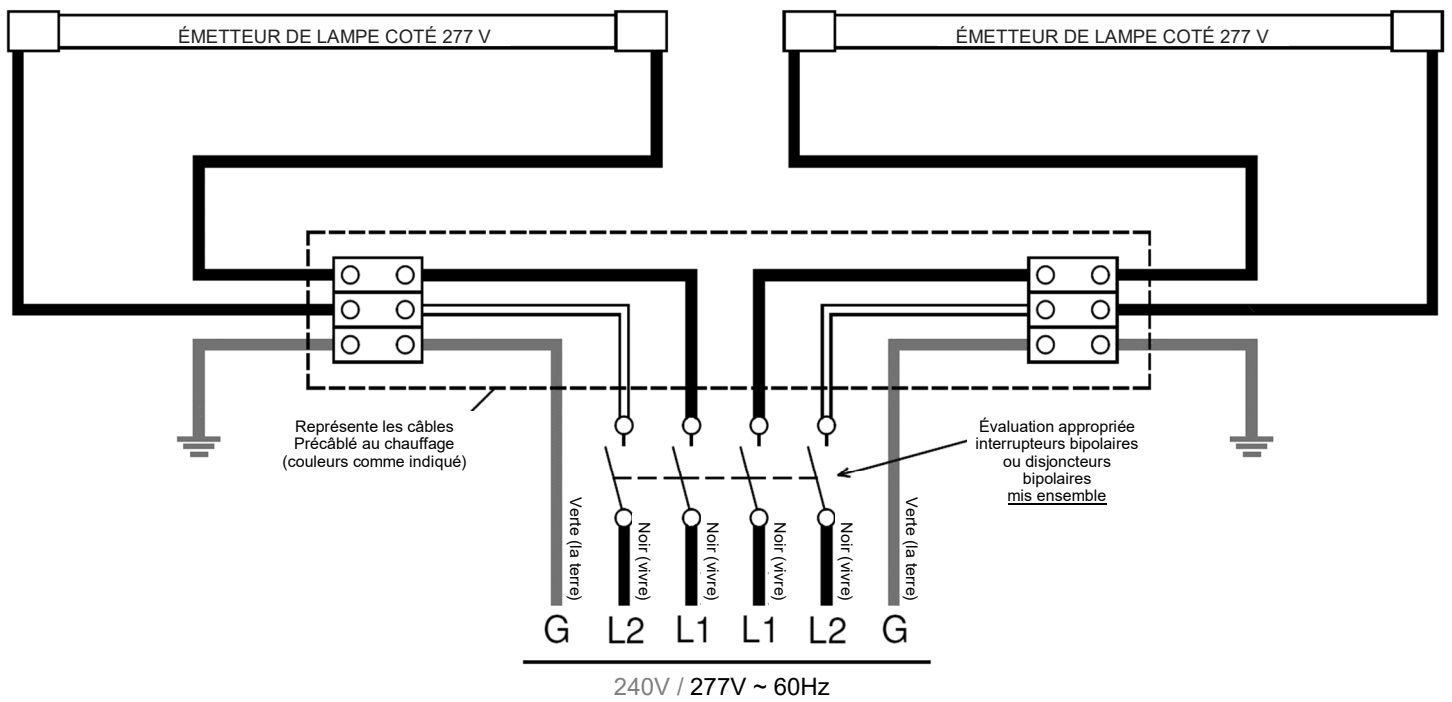 ÉMETTEUR DE LAMPE COTÉ 277 V
ÉMETTEUR DE LAMPE COTÉ 277 V
Représente les câbles
Précâblé au chauffage
(couleurs comme indiqué)
Évaluation appropriée
interrupteurs bipolaires
ou disjoncteurs
bipolaires
mis ensemble
Verte (la terre)
Noir (vivre)
Noir (vivre)
Noir (vivre)
Noir (vivre)
Verte (la terre)
G L2 L1 L1 L2 G
240V / 277V ~ 60Hz